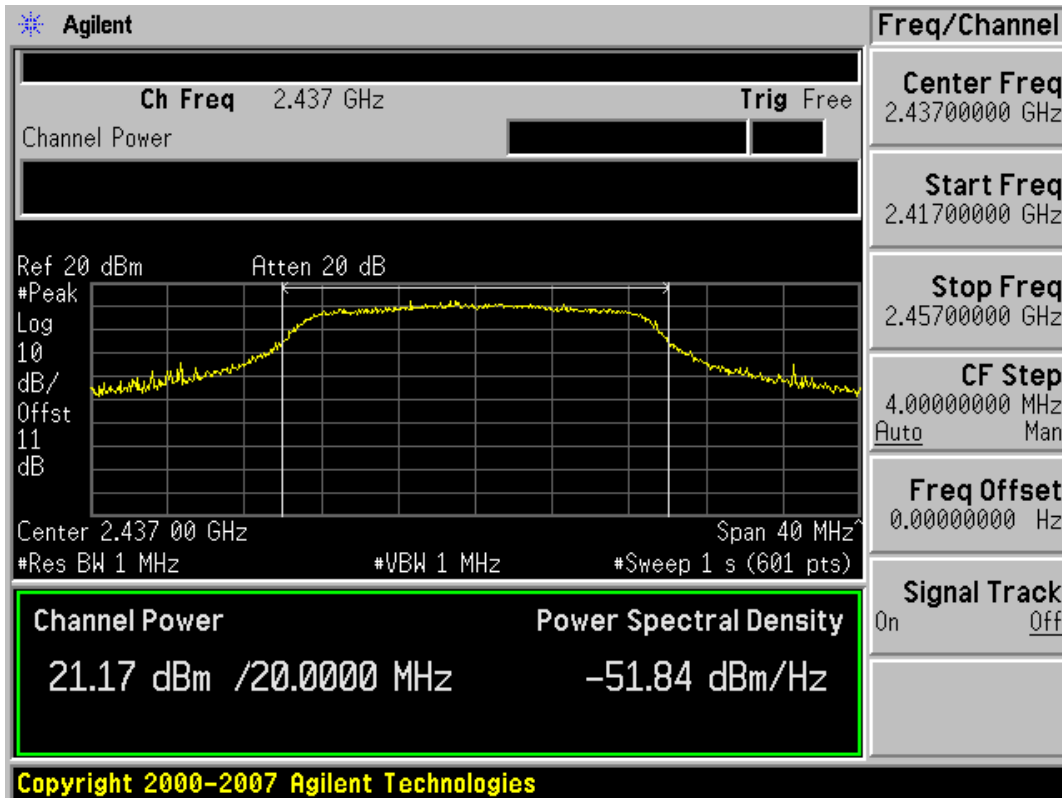 Agilent
Freq/Channel
Ch Freq 2.437 GHz
Trig Free
Channel Power
Center Freq
2.43700000 GHz
Start Freq
2.41700000 GHz
Stop Freq
2.45700000 GHz
CF Step
4.00000000 MHz
Auto Man
Freq Offset
0.00000000 Hz
Signal Track
On Off
Ref 20 dBm
Atten 20 dB
#Peak
Log
10
dB/
Offst
11
dB
Center 2.437 00 GHz
Span 40 MHz^
#Res BW 1 MHz
#VBW 1 MHz
#Sweep 1 s (601 pts)
Channel Power
Power Spectral Density
21.17 dBm /20.0000 MHz
-51.84 dBm/Hz
Copyright 2000-2007 Agilent Technologies